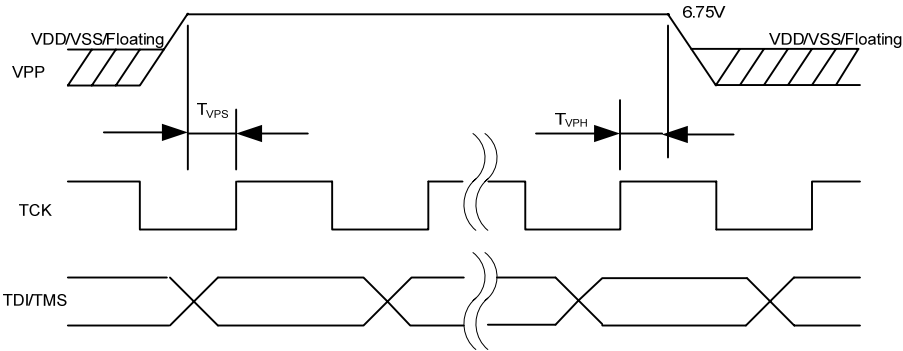 6.75V
VDD/VSS/Floating
VDD/VSS/Floating
VPP
TVPS
TVPH
TCK
TDI/TMS